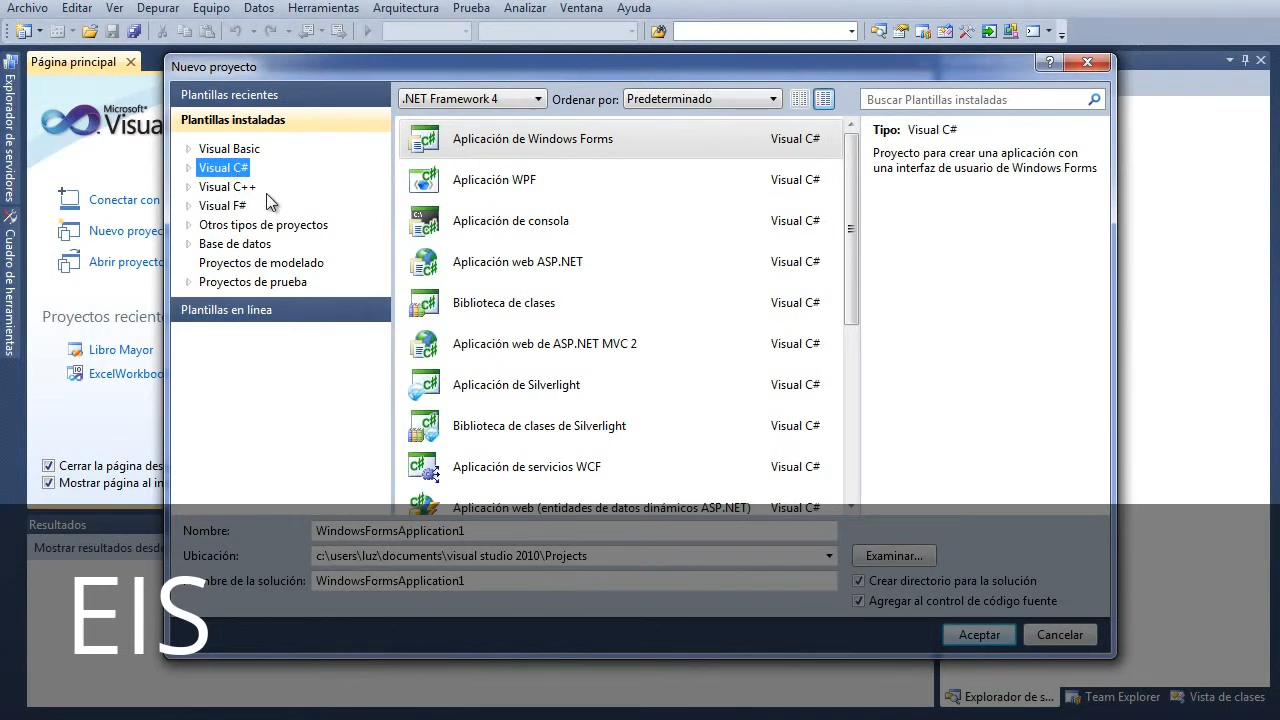 Archivo Editar Ver Depurar Equipo Datos Herramientas Arquitectura Prueba Analizar Ventana Ayuda
Página principal
Nuevo proyecto
Explorador de servidores
Cuadro de herramientas
Microsoft®
Visua
Conectar con
Nuevo proyec
Abrir proyecto
Proyectos reciente
Libro Mayor
ExcelWorkboo
Cerrar la página des
Mostrar página al in
Plantillas recientes
Plantillas instaladas
Visual Basic
Visual C#
Visual C++
Visual F#
Otros tipos de proyectos
Base de datos
Proyectos de modelado
Proyectos de prueba
Plantillas en línea
.NET Framework 4 Ordenar por: Predeterminado
Buscar Plantillas instaladas
Aplicación de Windows Forms Visual C#
Aplicación WPF Visual C#
Aplicación de consola Visual C#
Aplicación web ASP.NET Visual C#
Biblioteca de clases Visual C#
Aplicación web de ASP.NET MVC 2 Visual C#
Aplicación de Silverlight Visual C#
Biblioteca de clases de Silverlight Visual C#
Aplicación de servicios WCF Visual C#
Aplicación web (entidades de datos dinámicos ASP.NET) Visual C#
Tipo: Visual C#
Proyecto para crear una aplicación con
una interfaz de usuario de Windows Forms
Nombre: WindowsFormsApplication1
Ubicación: c:\users\luz\documents\visual studio 2010\Projects Examinar...
Nombre de la solución: WindowsFormsApplication1
Crear directorio para la solución
Agregar al control de código fuente
Aceptar Cancelar
Resultados
Mostrar resultados desde
EIS
Explorador de s... Team Explorer Vista de clases